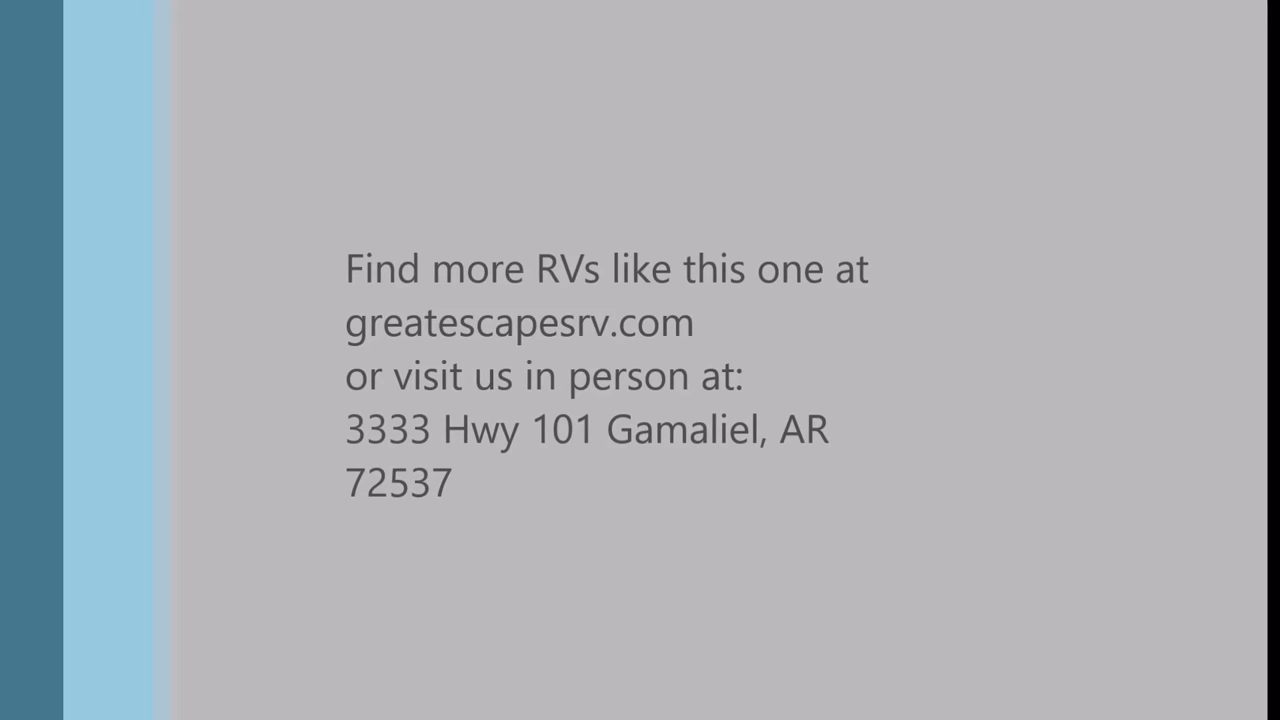 Find more RVs like this one at
greatescapesrv.com
or visit us in person at:
3333 Hwy 101 Gamaliel, AR
72537